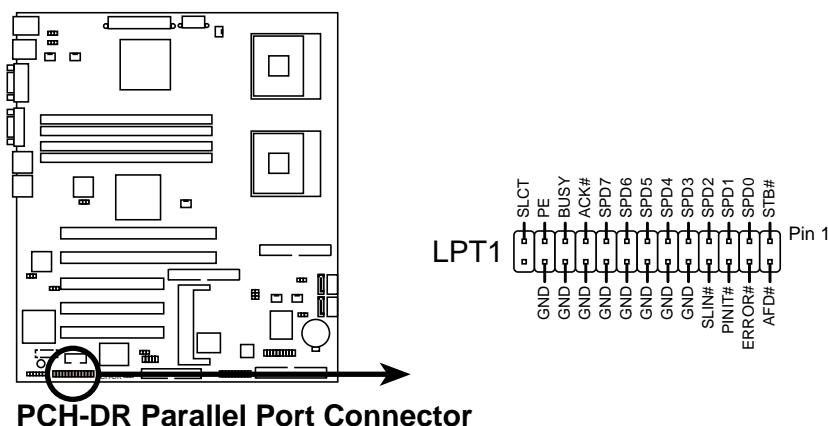 SLCT
PE
BUSY
ACK#
SPD7
SPD6
SPD5
SPD4
SPD3
SPD2
SPD1
SPD0
STB#
LPT1
Pin 1
GND
GND
GND
GND
GND
GND
GND
GND
SLIN#
PINIT#
ERROR#
AFD#
PCH-DR Parallel Port Connector